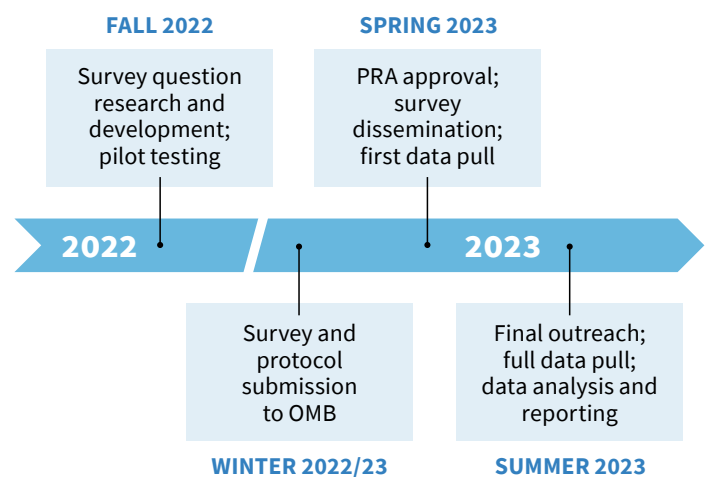 FALL 2022
Survey question
research and
development;
pilot testing
SPRING 2023
PRA approval;
survey
dissemination;
first data pull
2022
2023
Survey and
protocol
submission
to OMB
WINTER 2022/23
Final outreach;
full data pull;
data analysis and
reporting
SUMMER 2023